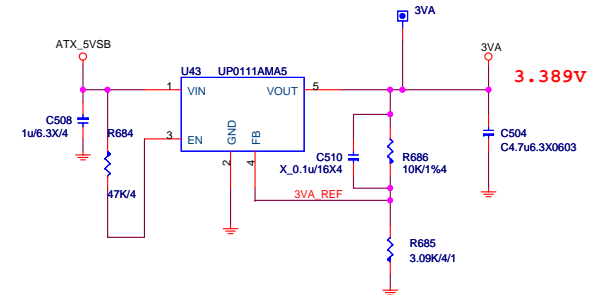 3VA
ATX_5VSB
3VA
U43 UP0111AMA5
3.389V
1 VIN VOUT 5
C508
1u/6.3X/4
R684
3 EN
GND
FB
2
4
C504
C4.7u6.3X0603
C510
X_0.1u/16X4
R686
10K/1%4
47K/4
3VA_REF
R685
3.09K/4/1